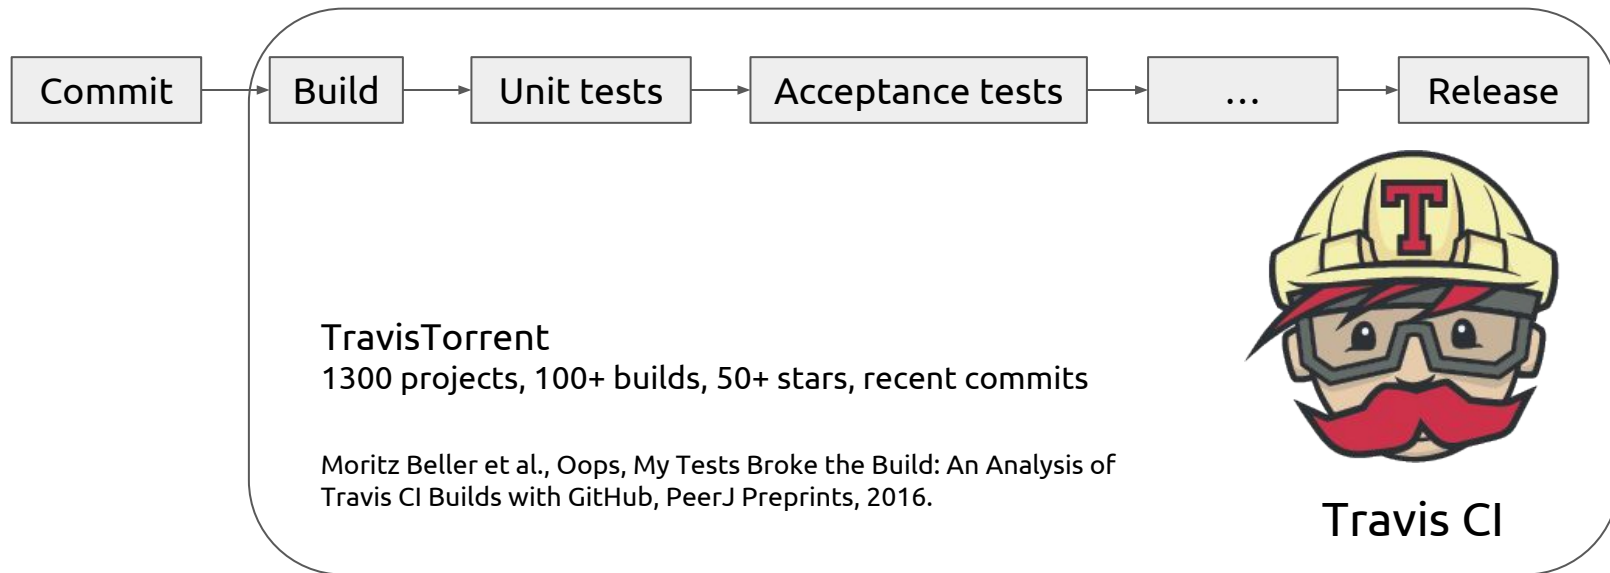 Commit
Build
Unit tests
Acceptance tests
…
Release
T
TravisTorrent
1300 projects, 100+ builds, 50+ stars, recent commits
Moritz Beller et al., Oops, My Tests Broke the Build: An Analysis of
Travis CI Builds with GitHub, PeerJ Preprints, 2016.
Travis CI